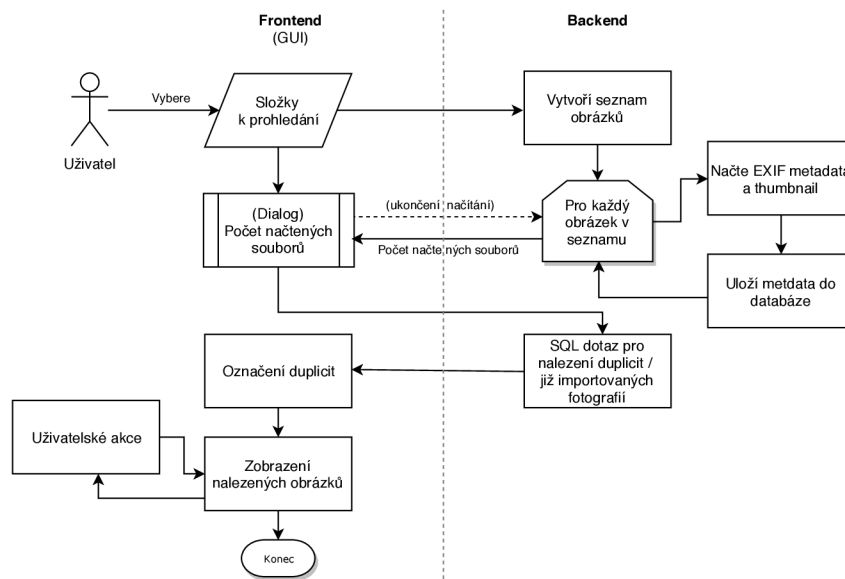 Frontend
(GUI)
Backend
Vybere
Uživatel
Složky
k prohledání
Vytvoří seznam
obrázků
Načte EXIF metadata
a thumbnail
(Dialog)
Počet načtených
souborů
(ukončení načítání)
Počet načte ných souborů
Pro každý
obrázek v
seznamu
Uloží metdata do
databáze
SQL dotaz pro
nalezení duplicit /
již importovaných
fotografií
Označení duplicit
Uživatelské akce
Zobrazení
nalezených obrázků
Konec